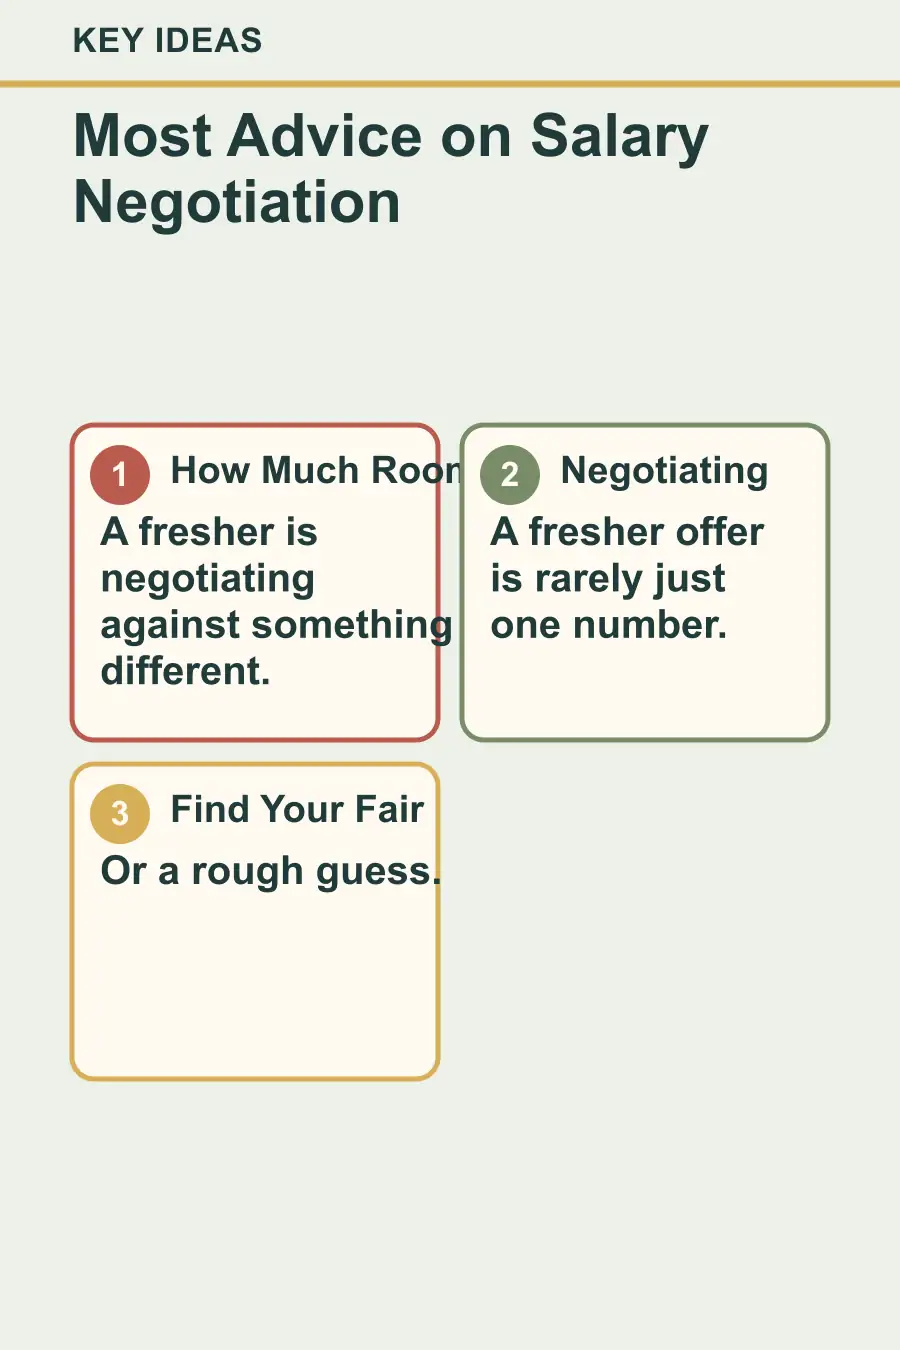 KEY IDEAS
Most Advice on Salary
Negotiation
1 How Much Room
A fresher is
negotiating
against something
different.
2 Negotiating
A fresher offer
is rarely just
one number.
3 Find Your Fair
Or a rough guess.